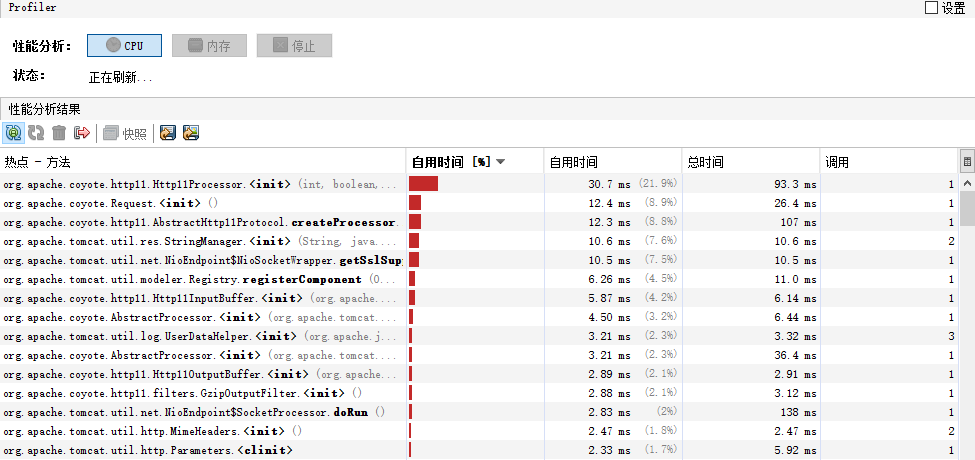 Profiler 设置
性能分析： CPU 内存 停止
状态： 正在刷新...
性能分析结果
快照
热点 - 方法 自用时间 [%] 自用时间 总时间 调用
org.apache.coyote.http11.Http11Processor.<init> (int, boolean,... 30.7 ms (21.9%) 93.3 ms 1
org.apache.coyote.Request.<init> () 12.4 ms (8.9%) 26.4 ms 1
org.apache.coyote.http11.AbstractHttp11Protocol.createProcessor. 12.3 ms (8.8%) 107 ms 1
org.apache.tomcat.util.res.StringManager.<init> (String, java.... 10.6 ms (7.6%) 10.6 ms 2
org.apache.tomcat.util.net.NioEndpoint$NioSocketWrapper.getSslSupp 10.5 ms (7.5%) 10.5 ms 1
org.apache.tomcat.util.modeler.Registry.registerComponent (O... 6.26 ms (4.5%) 11.0 ms 1
org.apache.coyote.http11.Http11InputBuffer.<init> (org.apache.... 5.87 ms (4.2%) 6.14 ms 1
org.apache.coyote.AbstractProcessor.<init> (org.apache.tomcat.... 4.50 ms (3.2%) 6.44 ms 1
org.apache.tomcat.util.log.UserDataHelper.<init> (org.apache.j... 3.21 ms (2.3%) 3.32 ms 3
org.apache.coyote.AbstractProcessor.<init> (org.apache.tomcat.... 3.21 ms (2.3%) 36.4 ms 1
org.apache.coyote.http11.Http11OutputBuffer.<init> (org.apache... 2.89 ms (2.1%) 2.91 ms 1
org.apache.coyote.http11.filters.GzipOutputFilter.<init> () 2.88 ms (2.1%) 3.12 ms 1
org.apache.tomcat.util.net.NioEndpoint$SocketProcessor.doRun () 2.83 ms (2%) 138 ms 1
org.apache.tomcat.util.http.MimeHeaders.<init> () 2.47 ms (1.8%) 2.47 ms 2
org.apache.tomcat.util.http.Parameters.<clinit> 2.33 ms (1.7%) 5.92 ms 1